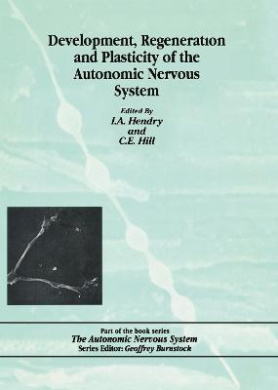 Development, Regeneration
and Plasticity of the
Autonomic Nervous
System
Edited By
I.A. Hendry
and
C.E. Hill
Part of the book series
The Autonomic Nervous System
Series Editor: Geoffrey Burnstock